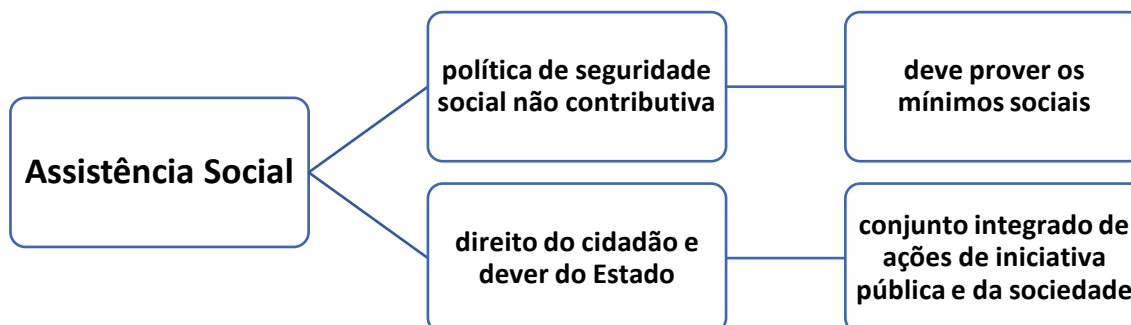 Assistência Social
política de seguridade
social não contributiva
deve prover os
mínimos sociais
direito do cidadão e
dever do Estado
conjunto integrado de
ações de iniciativa
pública e da sociedade